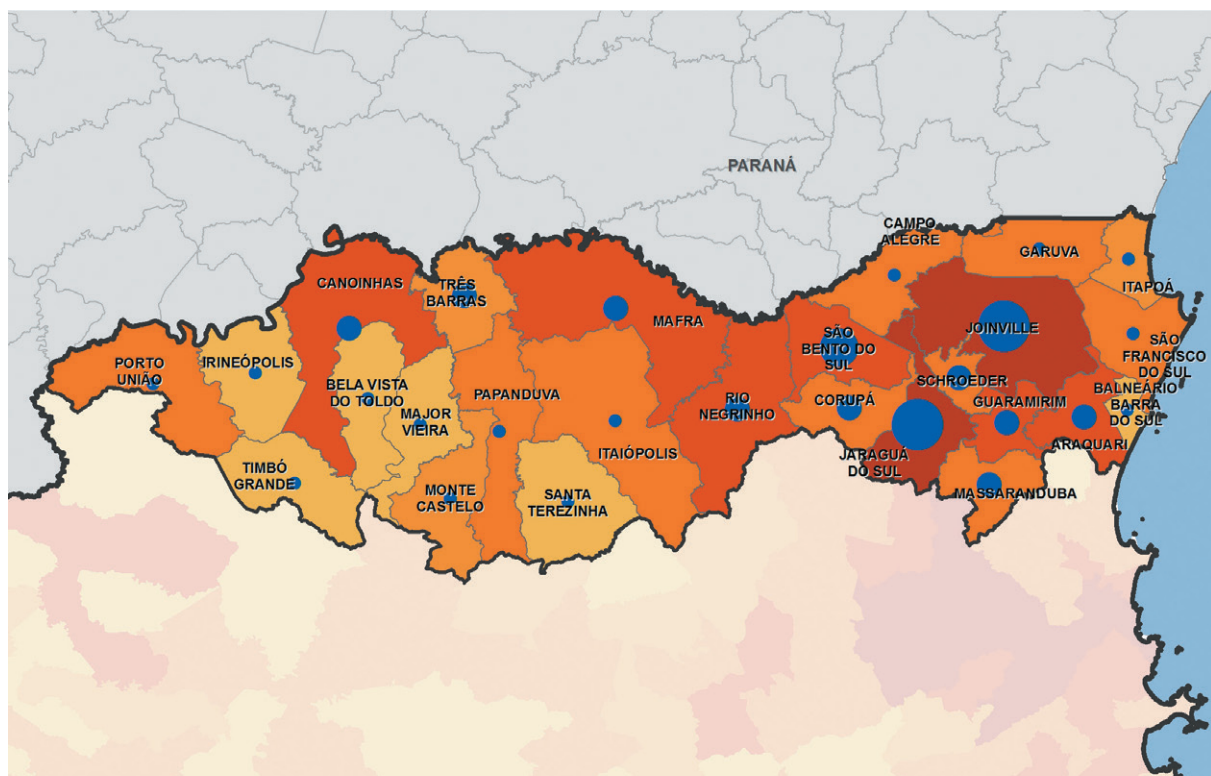 PARANÁ
CAMPO
ALEGRE
GARUVA
ITAPOÁ
CANOINHAS
TRÊS
BARRAS
MAFRA
SÃO
BENTO DO
SUL
JOINVILLE
SÃO
FRANCISCO
DO SUL
PORTO
UNIÃO
IRINEÓPOLIS
BELA VISTA
DO TOLDO
MAJOR
VIEIRA
PAPANDUVA
RIO
NEGRINHO
CORUPÁ
SCHROEDER
GUARAMIRIM
BALNEÁRIO
BARRA
DO SUL
ARAQUARI
JARAGUÁ
DO SUL
ITAIÓPOLIS
TIMBÓ
GRANDE
MONTE
CASTELO
SANTA
TEREZINHA
MASSARANDUBA